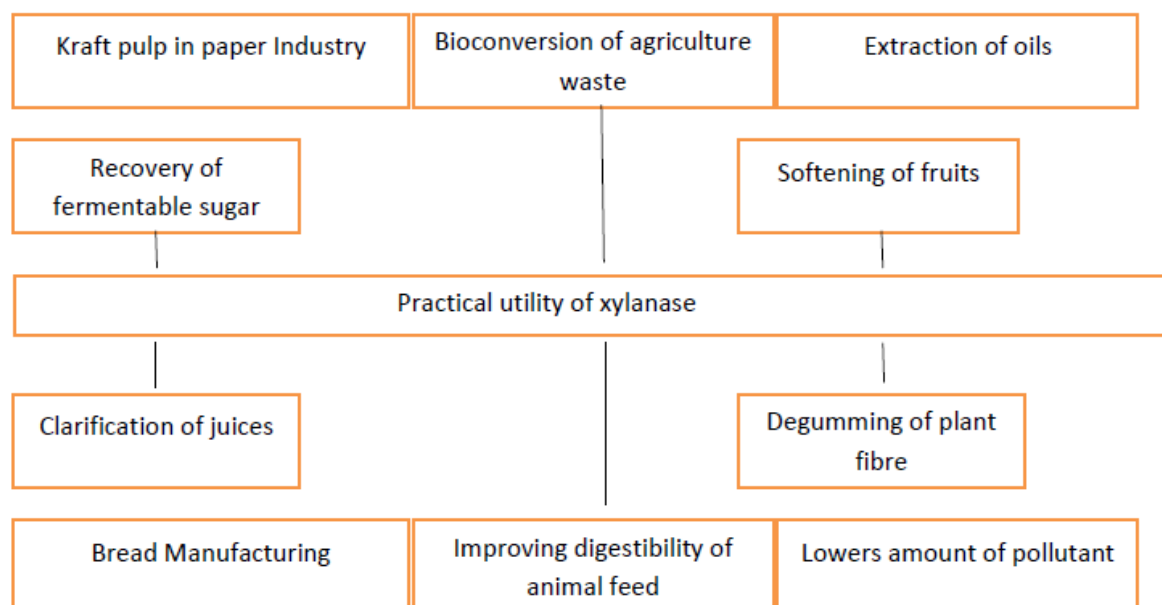 Kraft pulp in paper Industry
Bioconversion of agriculture
waste
Extraction of oils
Recovery of
fermentable sugar
Softening of fruits
Practical utility of xylanase
Clarification of juices
Degumming of plant
fibre
Bread Manufacturing
Improving digestibility of
animal feed
Lowers amount of pollutant